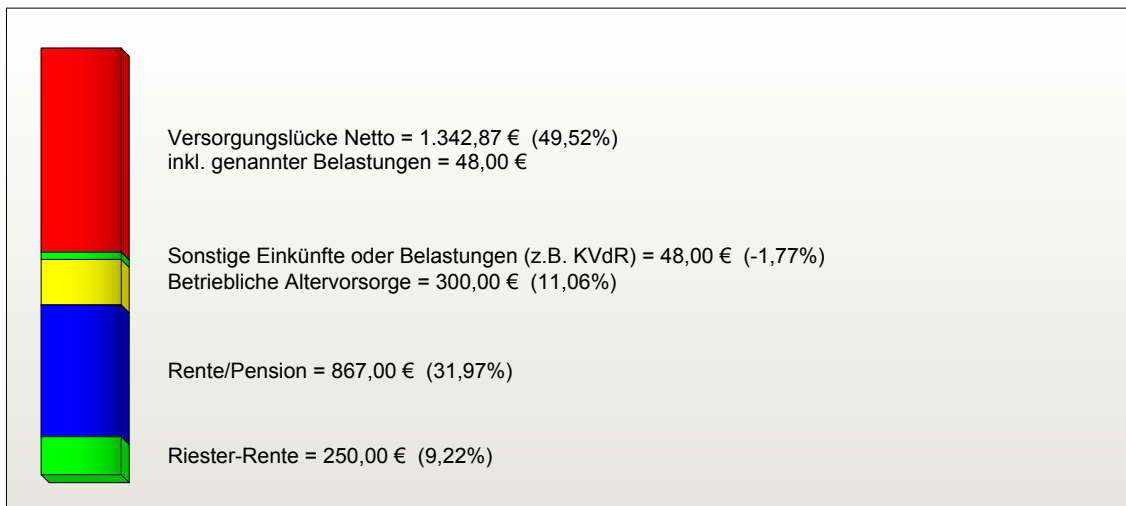 Versorgungslücke Netto = 1.342,87 € (49,52%)
inkl. genannter Belastungen = 48,00 €
Sonstige Einkünfte oder Belastungen (z.B. KVdR) = 48,00 € (-1,77%)
Betriebliche Altervorsorge = 300,00 € (11,06%)
Rente/Pension = 867,00 € (31,97%)
Riester-Rente = 250,00 € (9,22%)